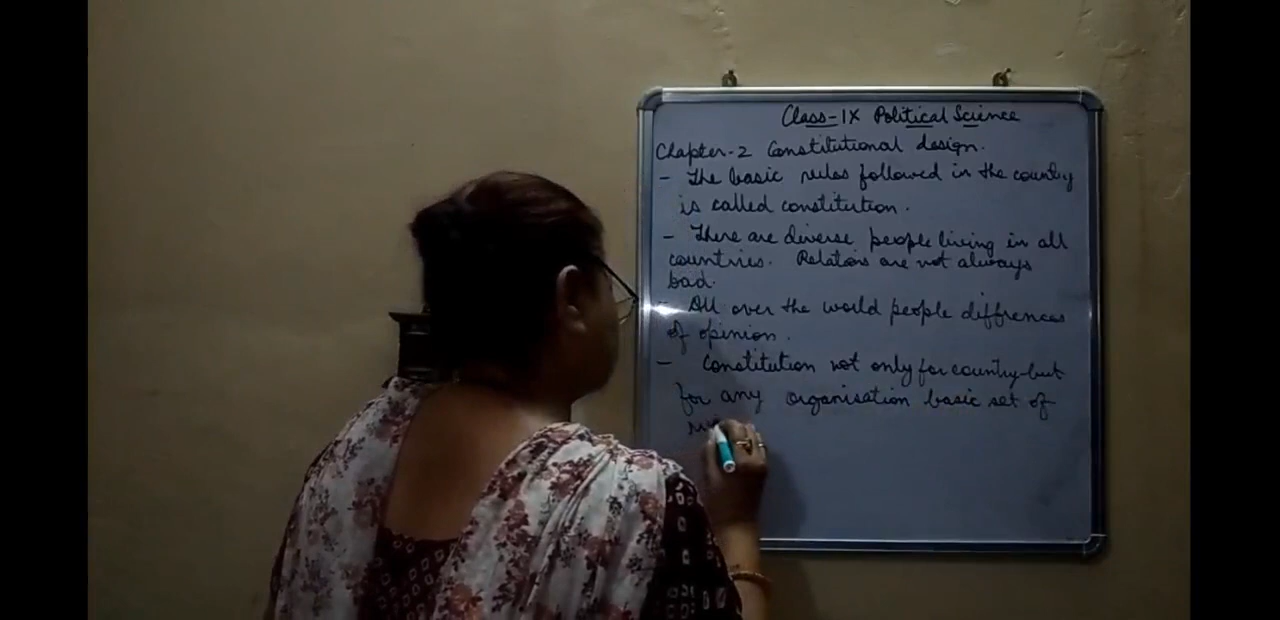 Class-IX Political Science
Chapter-2 Constitutional design.
- The basic rules followed in the country
is called constitution.
- There are diverse people living in all
countries. Relations are not always
bad.
- All over the world people diffrences
of opinion.
- Constitution not only for country but
for any organisation basic set of